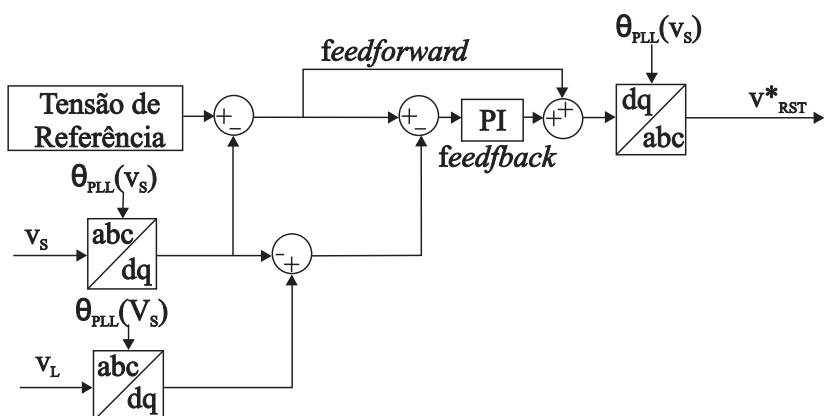 θPLL(vS)
feedforward
Tensão de
Referência
+
−
+
−
PI
+
+
dq
abc
v*RST
feedfback
θPLL(vS)
vS
abc
dq
-
+
θPLL(VS)
vL
abc
dq